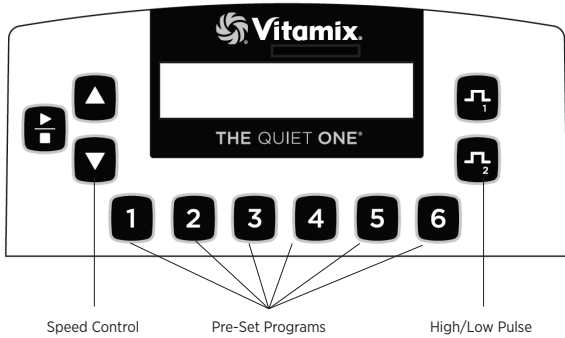 Vitamix®
THE QUIET ONE®
1
2
1 2 3 4 5 6
Speed Control Pre-Set Programs High/Low Pulse